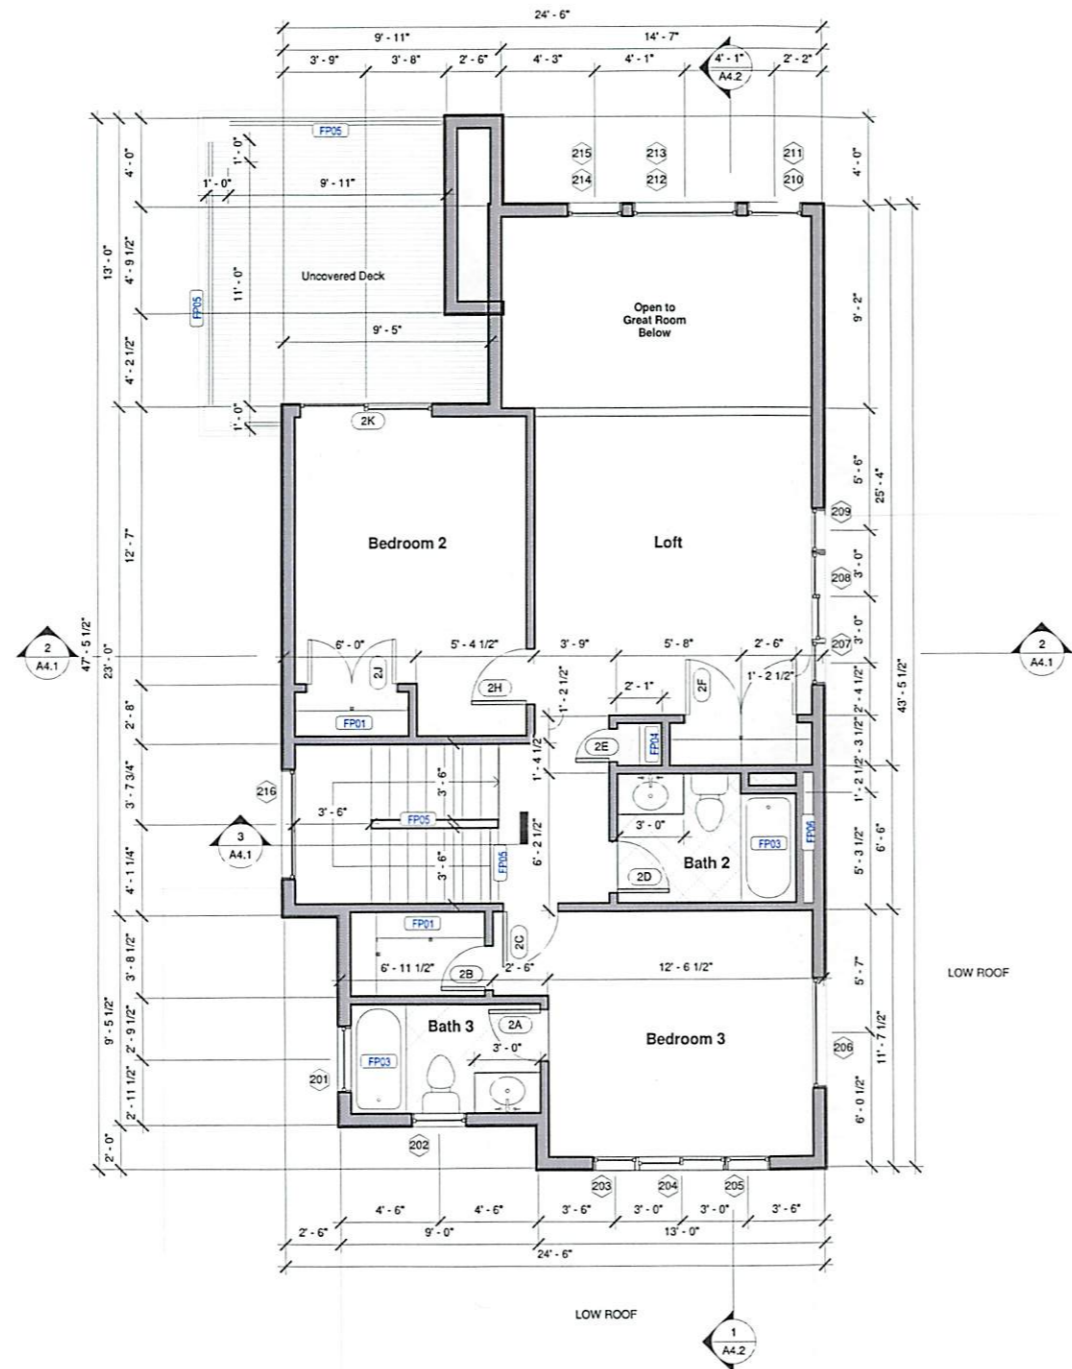 24' - 6"
9' - 11"
14' - 7"
3' - 9"
3' - 8"
2' - 6"
4' - 3"
4' - 1"
4' - 1"
2' - 2"
A4.2
FP05
1' - 0"
1' - 0"
9' - 11"
215
213
211
214
212
210
4' - 0"
4' - 0"
13' - 0"
4' - 9 1/2"
4' - 2 1/2"
11' - 0"
FP05
Uncovered Deck
9' - 5"
1' - 0"
Open to
Great Room
Below
9' - 2"
2K
Bedroom 2
Loft
12' - 7"
5' - 6"
25' - 4"
209
208
3' - 0"
207
3' - 0"
2
A4.1
47' - 5 1/2"
23' - 0"
6' - 0"
5' - 4 1/2"
3' - 9"
5' - 8"
2' - 6"
2
A4.1
2J
2H
2F
1' - 2 1/2"
2' - 1"
1' - 2 1/2"
2' - 4 1/2"
43' - 5 1/2"
2' - 8"
FP01
2E
FP04
2' - 3 1/2"
1' - 4 1/2"
1' - 2 1/2"
216
3' - 7 3/4"
3' - 6"
3' - 6"
FP05
3
A4.1
3' - 6"
FP05
6' - 2 1/2"
3' - 0"
Bath 2
FP03
FP06
2D
5' - 3 1/2"
6' - 6"
4' - 1 1/4"
FP01
2C
2B
6' - 11 1/2"
2' - 6"
12' - 6 1/2"
3' - 8 1/2"
5' - 7"
LOW ROOF
9' - 5 1/2"
2' - 9 1/2"
Bath 3
2A
3' - 0"
FP03
Bedroom 3
206
11' - 7 1/2"
201
2' - 11 1/2"
6' - 0 1/2"
2' - 0"
202
203
204
205
4' - 6"
4' - 6"
3' - 6"
3' - 0"
3' - 0"
3' - 6"
2' - 6"
9' - 0"
13' - 0"
24' - 6"
LOW ROOF
1
A4.2